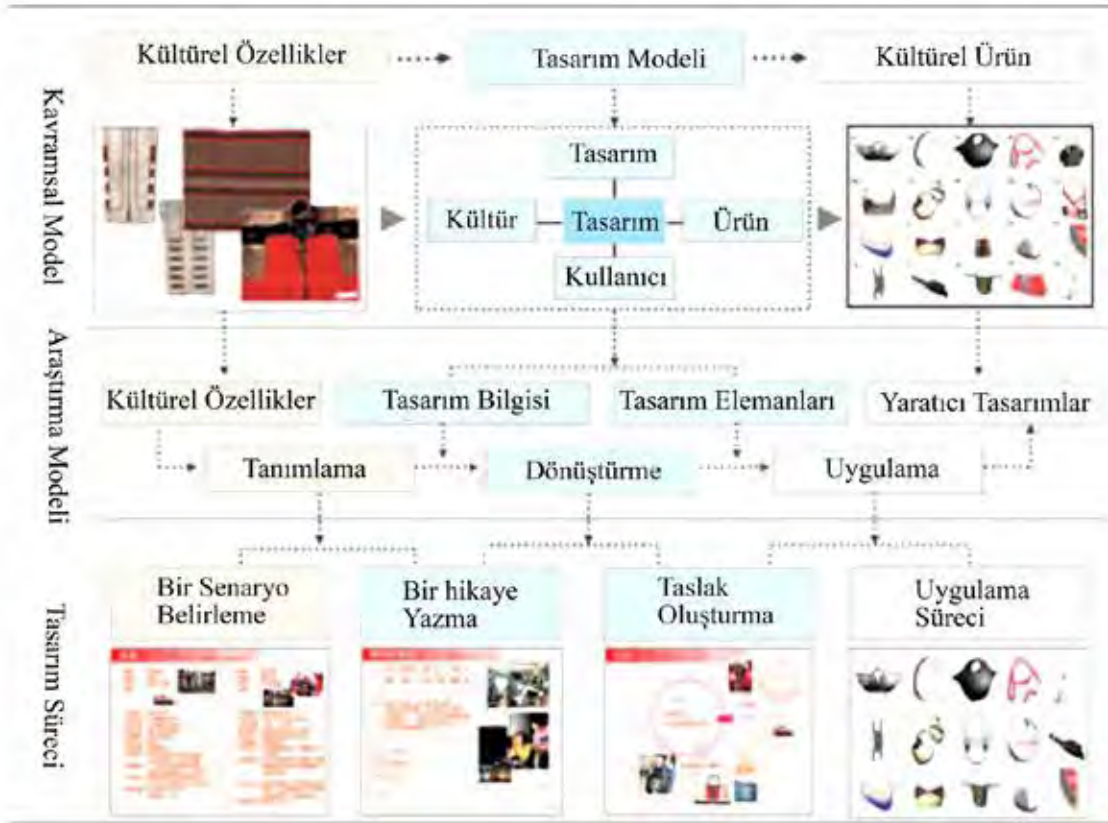 Kavramsal Model
Kültürel Özellikler
Tasarım Modeli
Kültürel Ürün
Tasarım
Kültür
Tasarım
Ürün
Kullanıcı
Araştırma Modeli
Kültürel Özellikler
Tasarım Bilgisi
Tasarım Elemanları
Yaratıcı Tasarımlar
Tanımlama
Dönüştürme
Uygulama
Tasarım Süreci
Bir Senaryo
Belirleme
Bir hikaye
Yazma
Taslak
Oluşturma
Uygulama
Süreci